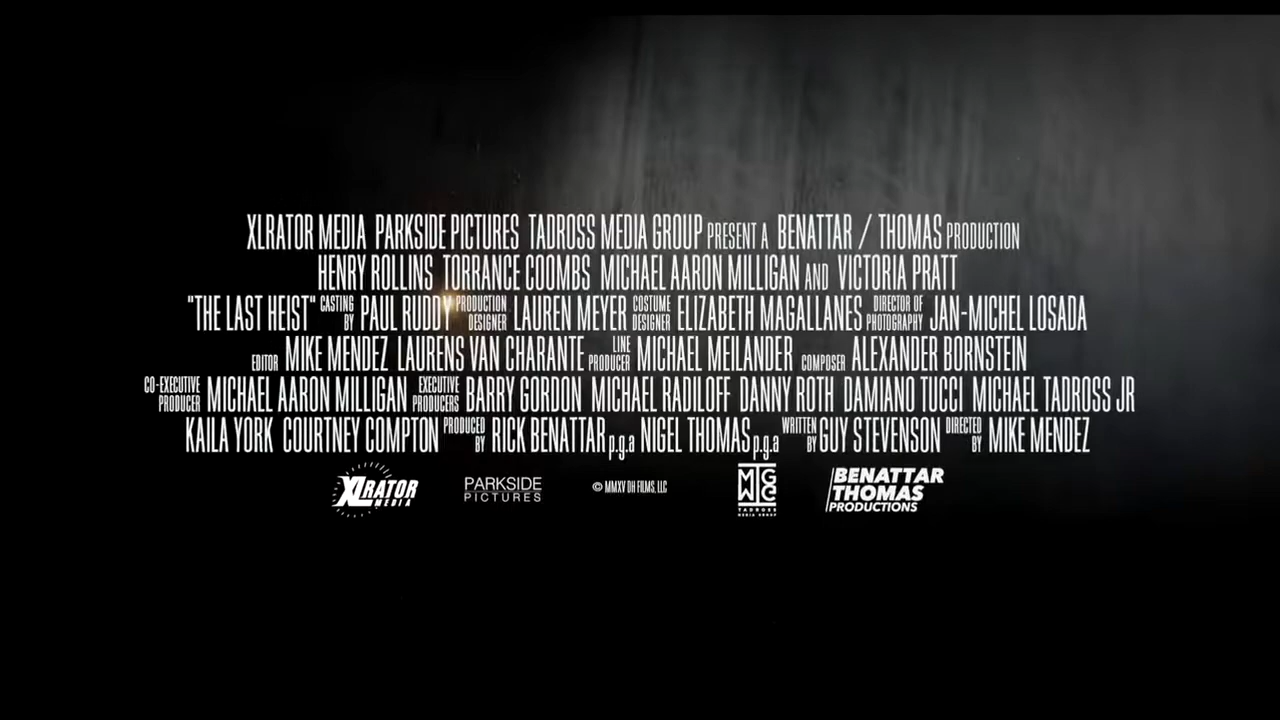 XLRATOR MEDIA PARKSIDE PICTURES TADROSS MEDIA GROUP PRESENT A BENATTAR / THOMAS PRODUCTION
HENRY ROLLINS TORRANCE COOMBS MICHAEL AARON MILLIGAN AND VICTORIA PRATT
"THE LAST HEIST" CASTING BY PAUL RUDDY PRODUCTION DESIGNER LAUREN MEYER COSTUME DESIGNER ELIZABETH MAGALLANES DIRECTOR OF PHOTOGRAPHY JAN-MICHEL LOSADA
EDITOR MIKE MENDEZ LAURENS VAN CHARANTE LINE PRODUCER MICHAEL MEILANDER COMPOSER ALEXANDER BORNSTEIN
CO-EXECUTIVE PRODUCER MICHAEL AARON MILLIGAN EXECUTIVE PRODUCERS BARRY GORDON MICHAEL RADILOFF DANNY ROTH DAMIANO TUCCI MICHAEL TADROSS JR
KAILA YORK COURTNEY COMPTON PRODUCED BY RICK BENATTAR p.g.a NIGEL THOMAS p.g.a WRITTEN BY GUY STEVENSON DIRECTED BY MIKE MENDEZ
XLRATOR MEDIA
PARKSIDE PICTURES
© MMXV DH FILMS, LLC
MTG
TADROSS MEDIA GROUP
BENATTAR THOMAS PRODUCTIONS